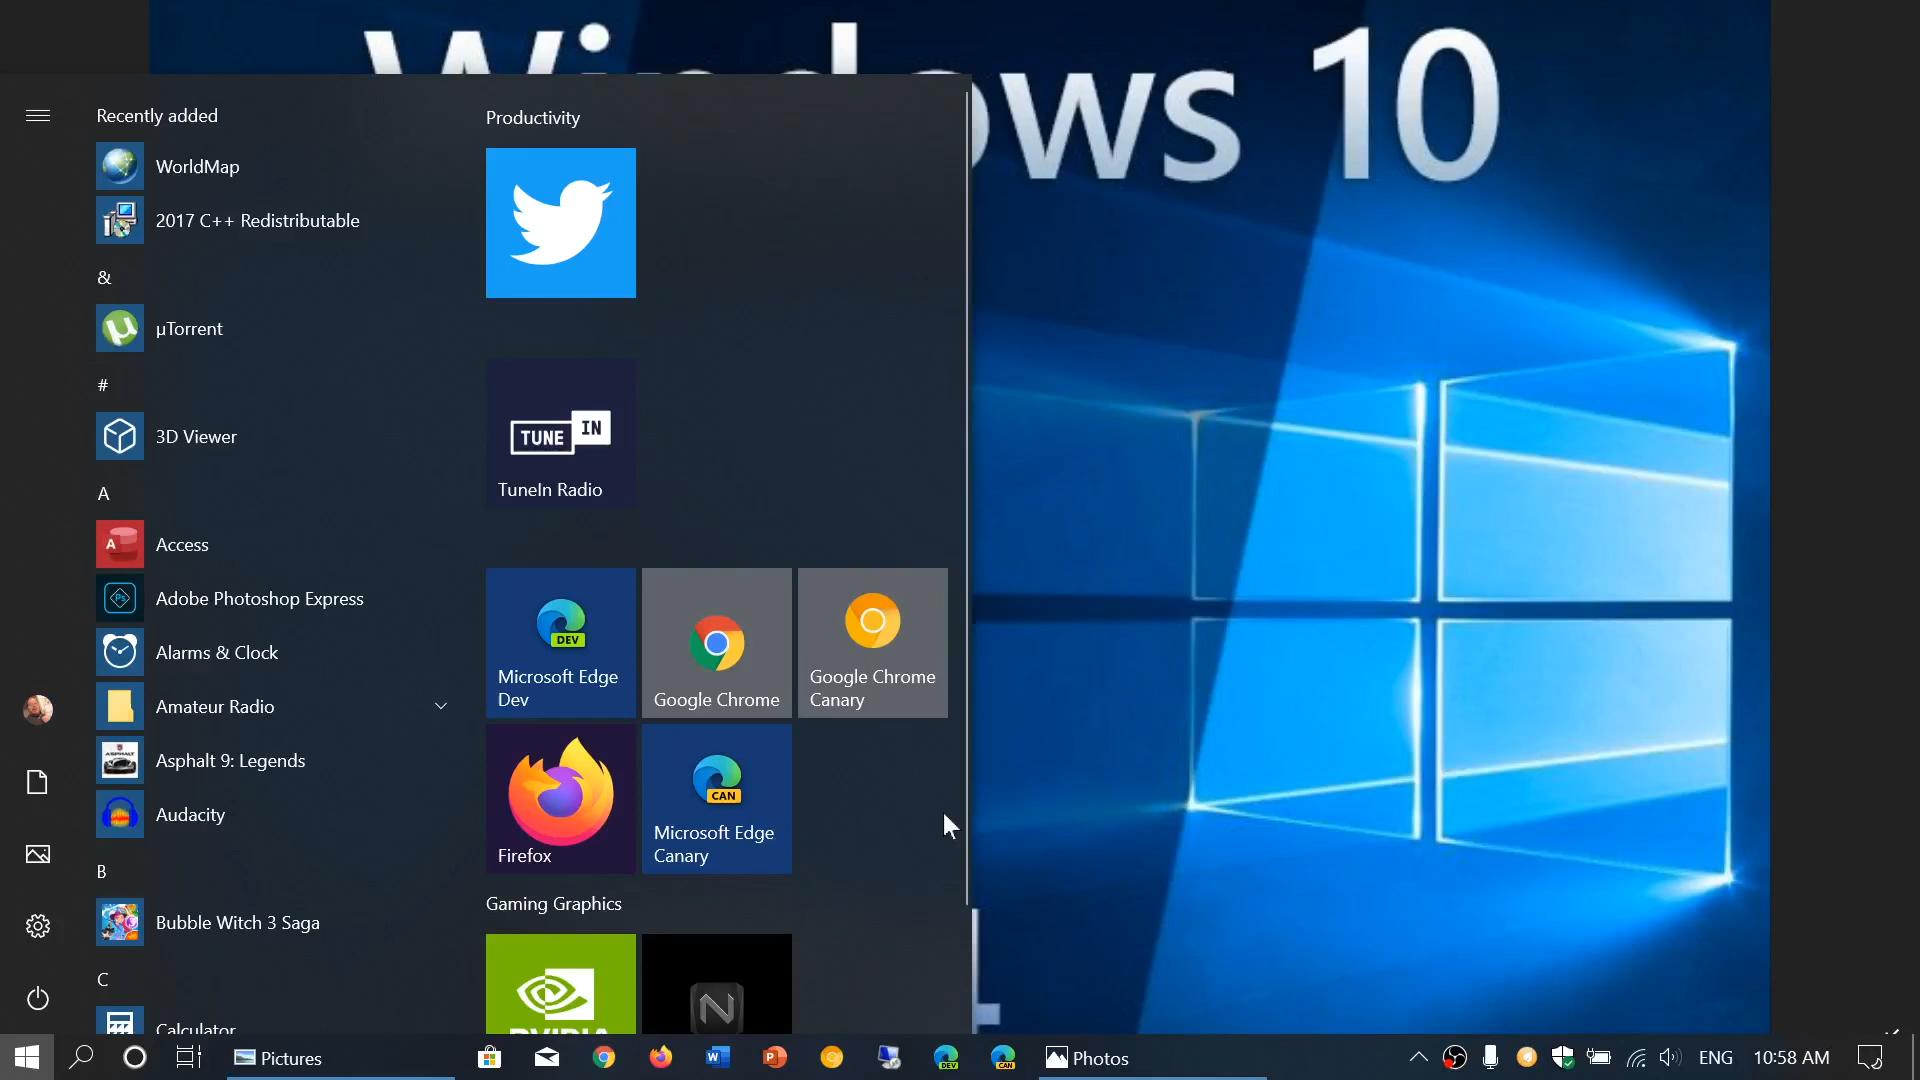 Windows 10
Recently added
WorldMap
2017 C++ Redistributable
&
µTorrent
#
3D Viewer
A
Access
Adobe Photoshop Express
Alarms & Clock
Amateur Radio
Asphalt 9: Legends
Audacity
B
Bubble Witch 3 Saga
C
Calculator
Productivity
TUNE IN
TuneIn Radio
DEV
Microsoft Edge
Dev
Google Chrome
Google Chrome
Canary
Firefox
CAN
Microsoft Edge
Canary
Gaming Graphics
NVIDIA
N
Pictures
Photos
ENG
10:58 AM